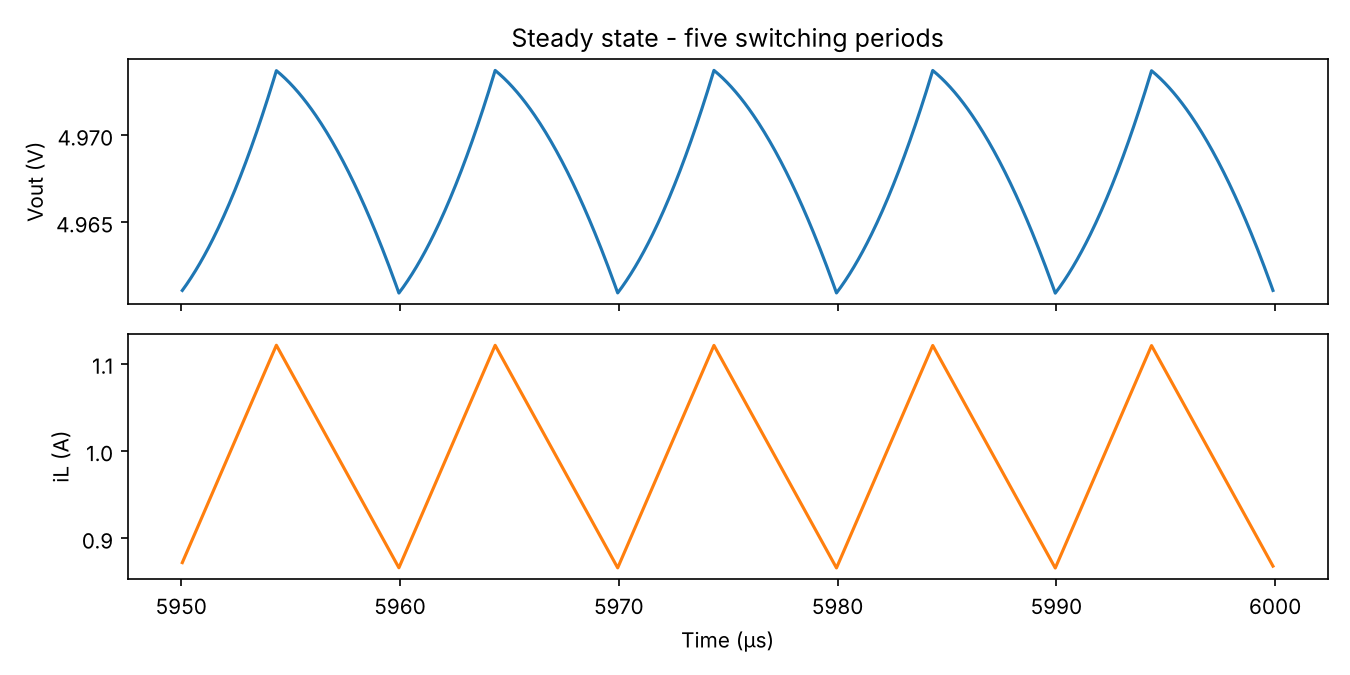 Steady state - five switching periods
Vout (V)
4.970
4.965
iL (A)
1.1
1.0
0.9
5950 5960 5970 5980 5990 6000
Time (µs)